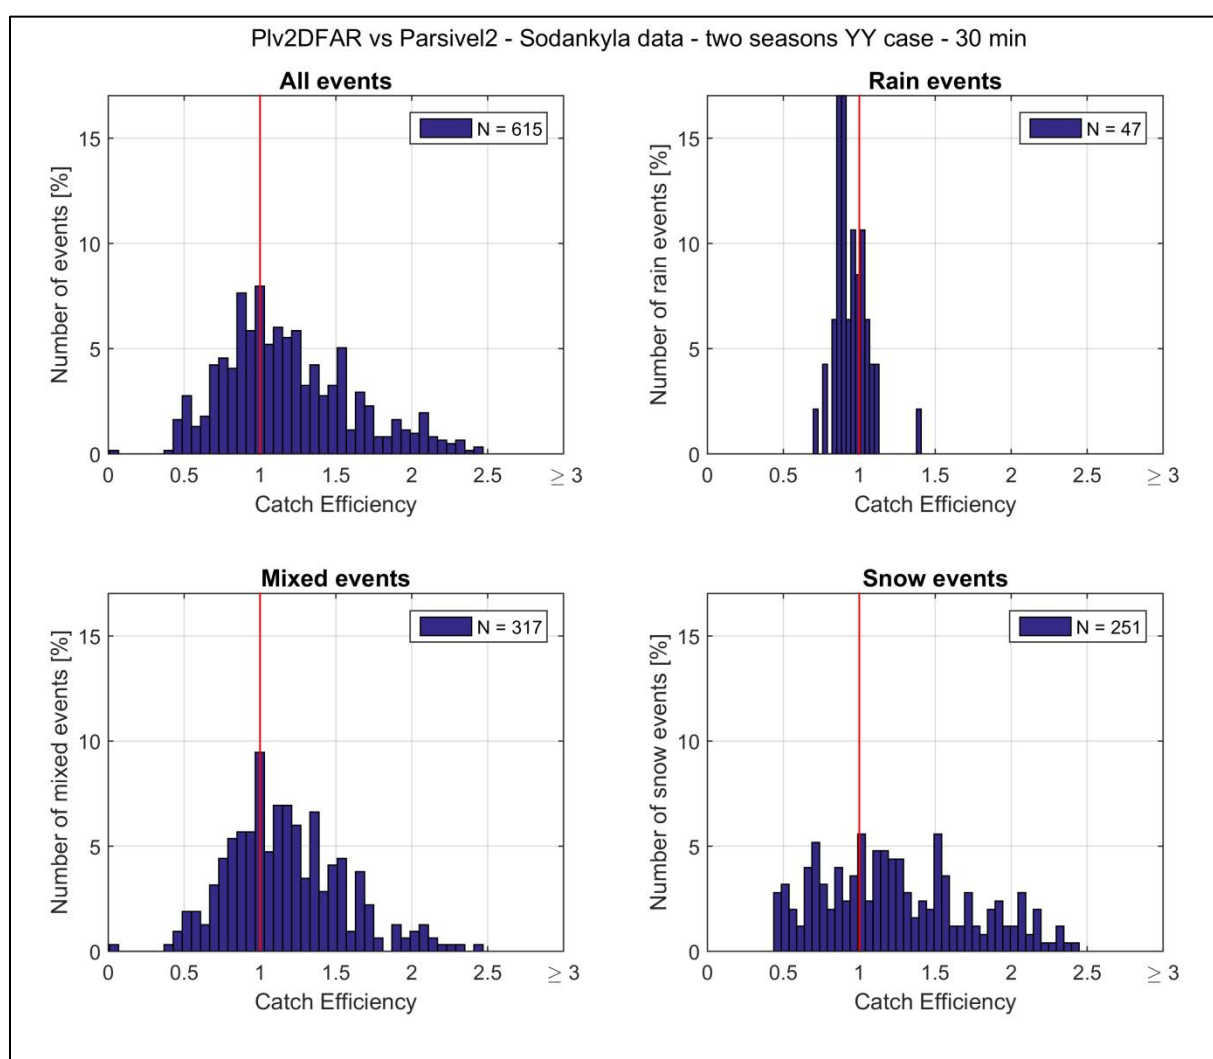 Plv2DFAR vs Parsivel2 - Sodankyla data - two seasons YY case - 30 min
All events
Number of events [%]
15
10
5
0
N = 615
0 0.5 1 1.5 2 2.5 ≥ 3
Catch Efficiency
Rain events
Number of rain events [%]
15
10
5
0
N = 47
0 0.5 1 1.5 2 2.5 ≥ 3
Catch Efficiency
Mixed events
Number of mixed events [%]
15
10
5
0
N = 317
0 0.5 1 1.5 2 2.5 ≥ 3
Catch Efficiency
Snow events
Number of snow events [%]
15
10
5
0
N = 251
0 0.5 1 1.5 2 2.5 ≥ 3
Catch Efficiency